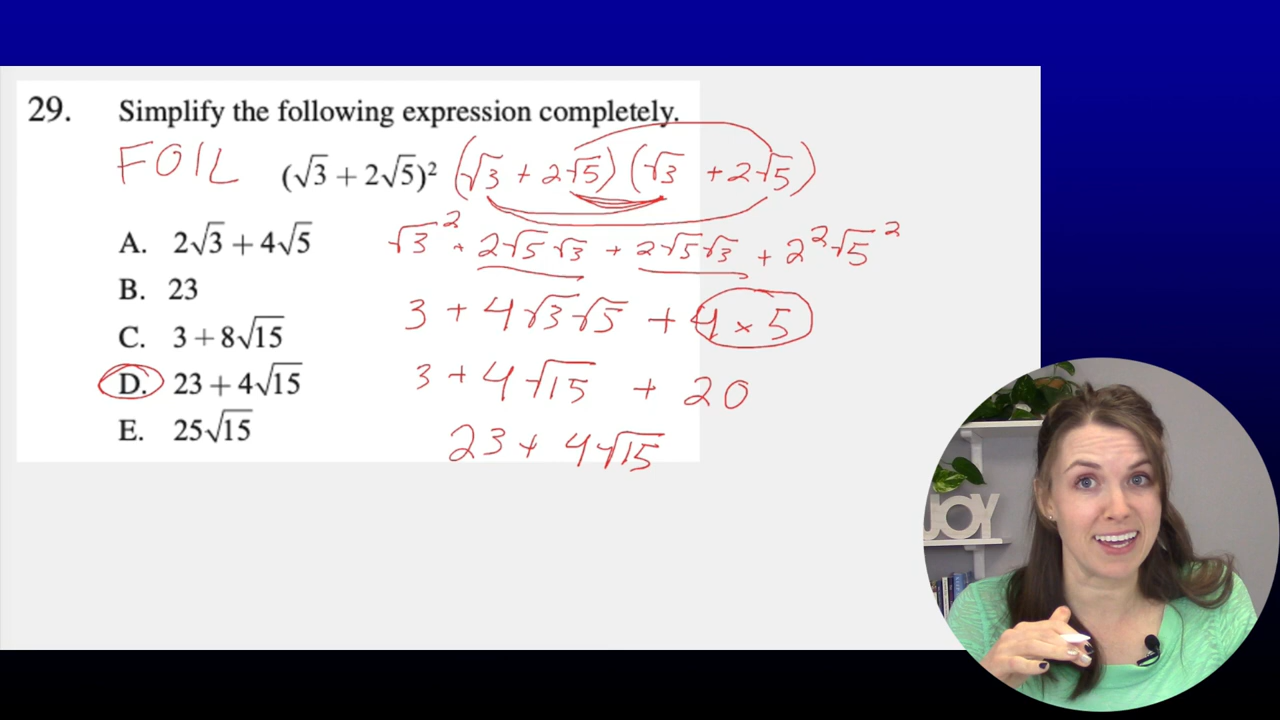 29. Simplify the following expression completely.
FOIL (√3 + 2√5)² (√3 + 2√5)(√3 + 2√5)
A. 2√3 + 4√5
√3² + 2√5√3 + 2√5√3 + 2²√5²
B. 23
3 + 4√3√5 + 4 × 5
C. 3 + 8√15
D. 23 + 4√15
3 + 4√15 + 20
E. 25√15
23 + 4√15
JOY